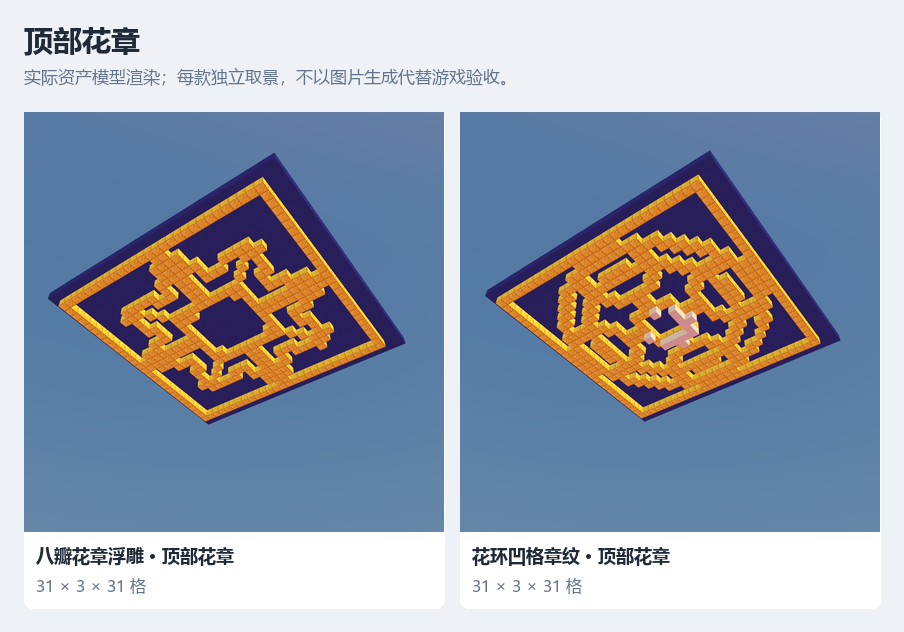 顶部花章
实际资产模型渲染；每款独立取景，不以图片生成代替游戏验收。
八瓣花章浮雕·顶部花章
31 × 3 × 31 格
花环凹格章纹·顶部花章
31 × 3 × 31 格